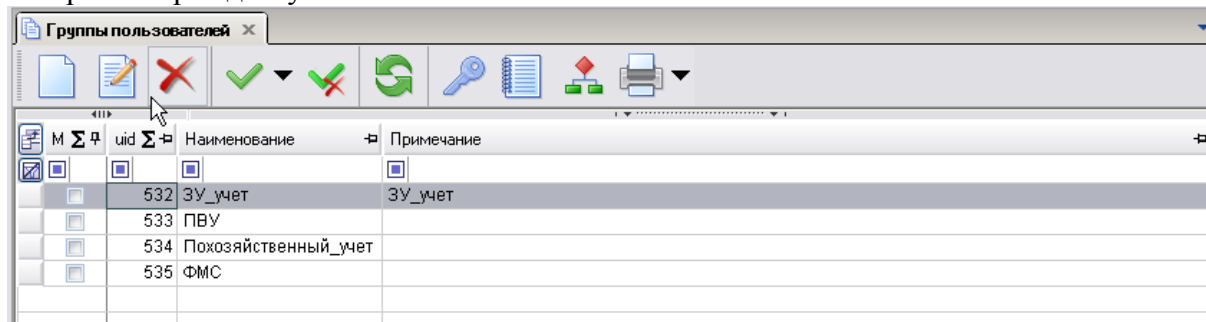 Группы пользователей
М Σ uid Σ Наименование Примечание
532 ЗУ_учет ЗУ_учет
533 ПВУ
534 Похозяйственный_учет
535 ФМС